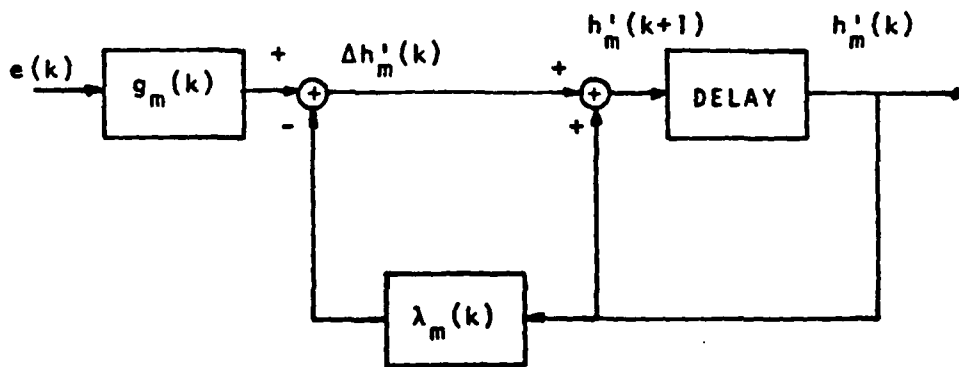 e(k)
g_m(k)
+
-
+
Δh'_m(k)
+
+
+
h'_m(k+1)
DELAY
h'_m(k)
λ_m(k)